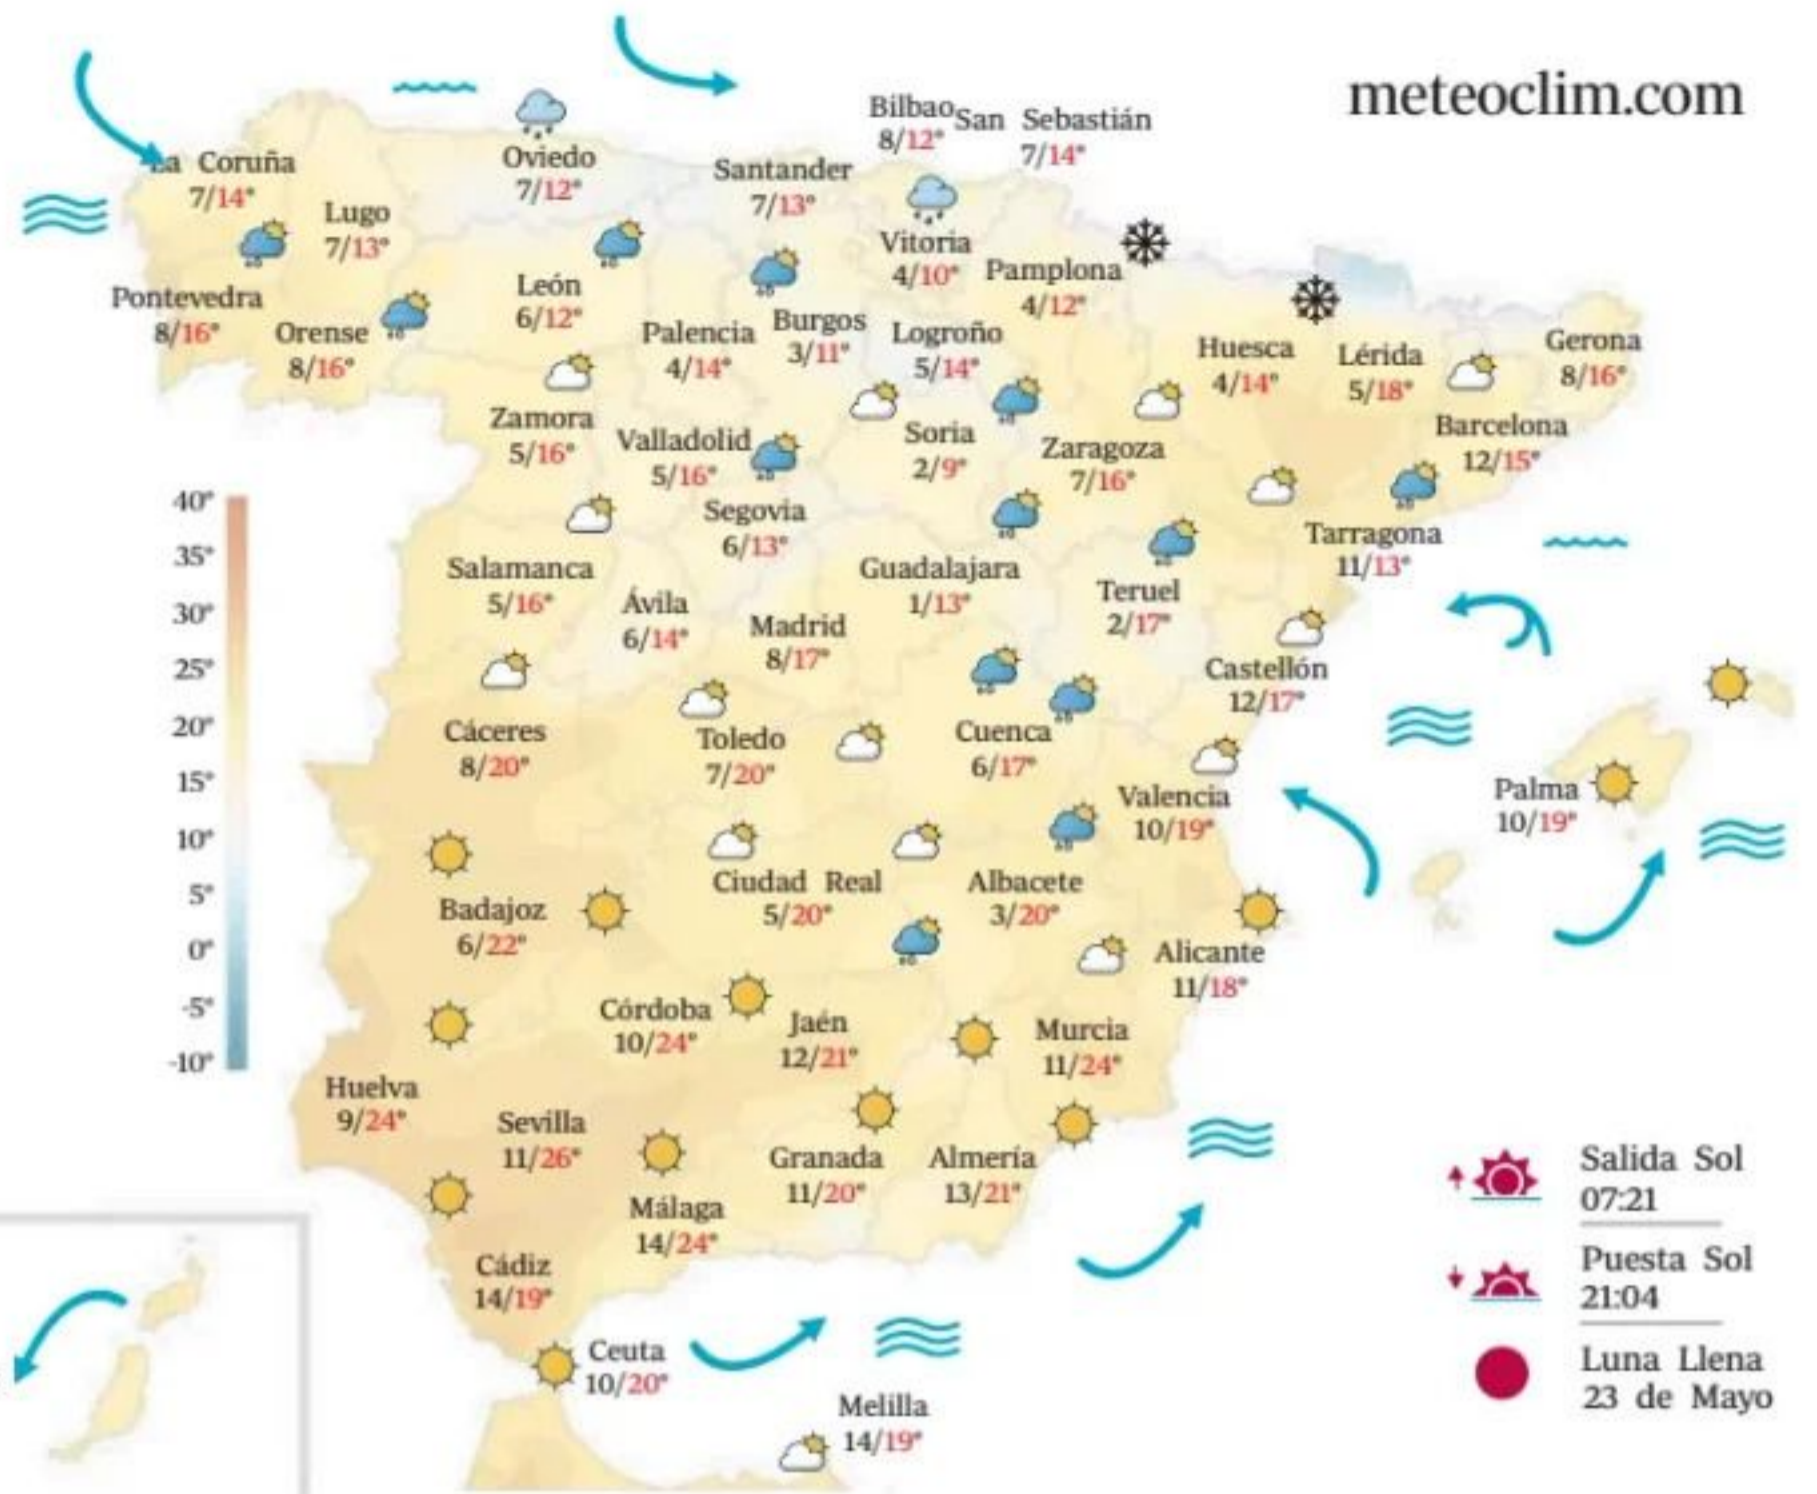 meteoclim.com
Bilbao
8/12°
San Sebastián
7/14°
La Coruña
7/14°
Oviedo
7/12°
Santander
7/13°
Lugo
7/13°
Vitoria
4/10°
Pamplona
4/12°
Pontevedra
8/16°
Orense
8/16°
León
6/12°
Palencia
4/14°
Burgos
3/11°
Logroño
5/14°
Huesca
4/14°
Lérida
5/18°
Gerona
8/16°
Zamora
5/16°
Valladolid
5/16°
Soria
2/9°
Zaragoza
7/16°
Barcelona
12/15°
Segovia
6/13°
Tarragona
11/13°
Salamanca
5/16°
Ávila
6/14°
Madrid
8/17°
Guadalajara
1/13°
Teruel
2/17°
Castellón
12/17°
Cáceres
8/20°
Toledo
7/20°
Cuenca
6/17°
Valencia
10/19°
Palma
10/19°
Badajoz
6/22°
Ciudad Real
5/20°
Albacete
3/20°
Alicante
11/18°
Córdoba
10/24°
Jaén
12/21°
Murcia
11/24°
Huelva
9/24°
Sevilla
11/26°
Granada
11/20°
Almería
13/21°
Málaga
14/24°
Cádiz
14/19°
Ceuta
10/20°
Melilla
14/19°
40°
35°
30°
25°
20°
15°
10°
5°
0°
-5°
-10°
Salida Sol
07:21
Puesta Sol
21:04
Luna Llena
23 de Mayo